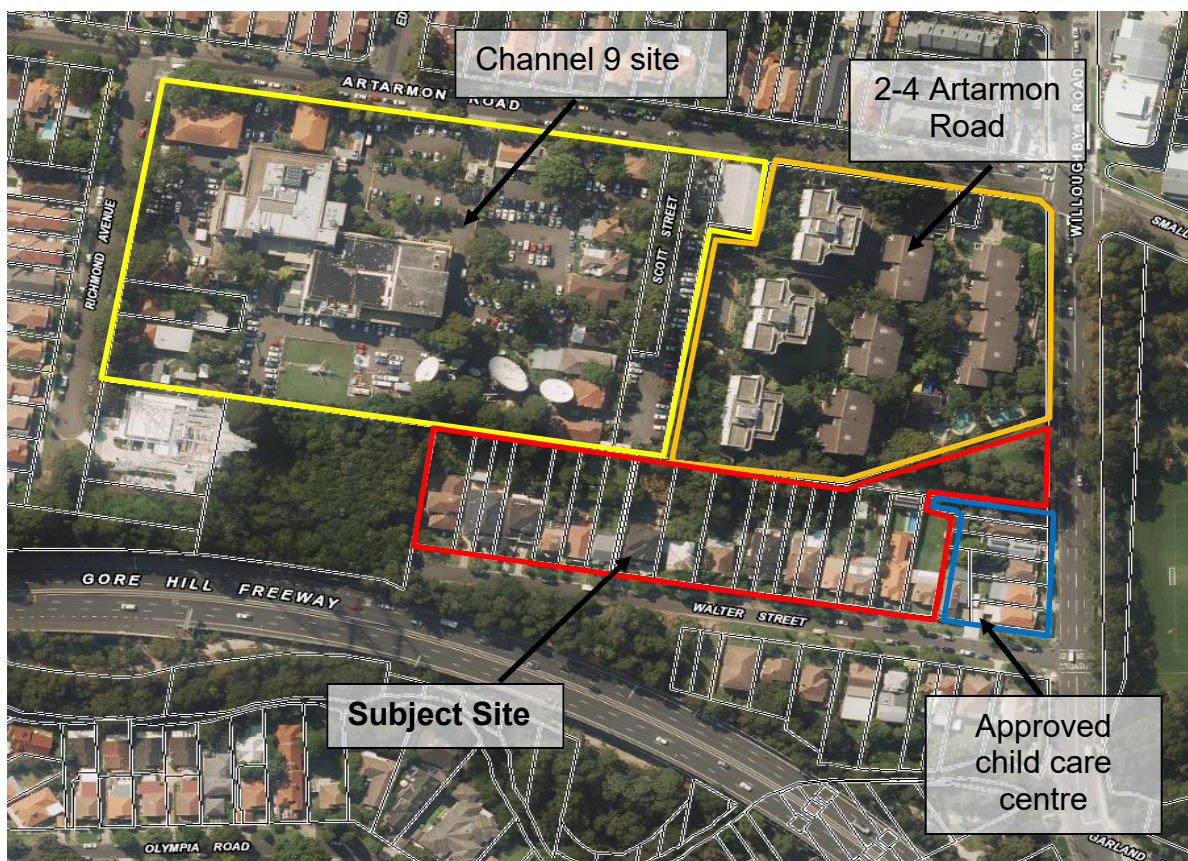 Channel 9 site
2-4 Artarmon
Road
ARTARMON ROAD
WILLOUGHBY ROAD
RICHMOND AVENUE
SCOTT STREET
SMALL
GORE HILL FREEWAY
WALTER STREET
Subject Site
Approved
child care
centre
OLYMPIA ROAD
GARLAND